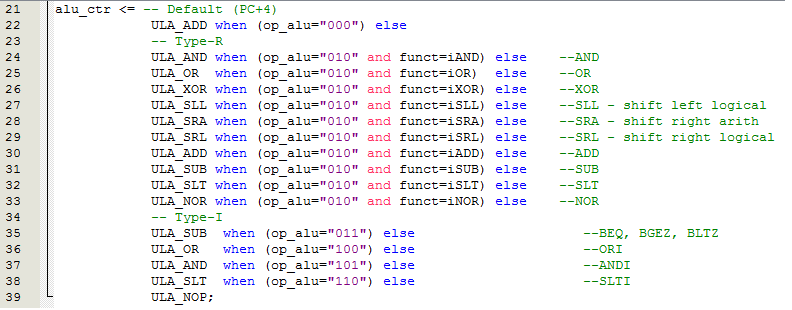 21 alu_ctr <= -- Default (PC+4)
22 ULA_ADD when (op_alu="000") else
23 -- Type-R
24 ULA_AND when (op_alu="010" and funct=iAND) else --AND
25 ULA_OR  when (op_alu="010" and funct=iOR)  else --OR
26 ULA_XOR when (op_alu="010" and funct=iXOR) else --XOR
27 ULA_SLL when (op_alu="010" and funct=iSLL) else --SLL - shift left logical
28 ULA_SRA when (op_alu="010" and funct=iSRA) else --SRA - shift right arith
29 ULA_SRL when (op_alu="010" and funct=iSRL) else --SRL - shift right logical
30 ULA_ADD when (op_alu="010" and funct=iADD) else --ADD
31 ULA_SUB when (op_alu="010" and funct=iSUB) else --SUB
32 ULA_SLT when (op_alu="010" and funct=iSLT) else --SLT
33 ULA_NOR when (op_alu="010" and funct=iNOR) else --NOR
34 -- Type-I
35 ULA_SUB  when (op_alu="011") else --BEQ, BGEZ, BLTZ
36 ULA_OR   when (op_alu="100") else --ORI
37 ULA_AND  when (op_alu="101") else --ANDI
38 ULA_SLT  when (op_alu="110") else --SLTI
39 ULA_NOP;